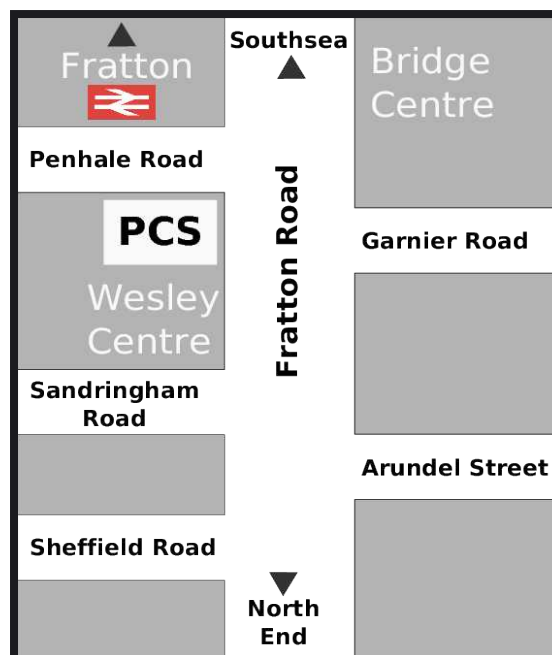 Southsea
Fratton
Bridge
Centre
Penhale Road
Fratton Road
PCS
Garnier Road
Wesley
Centre
Sandringham
Road
Arundel Street
Sheffield Road
North
End